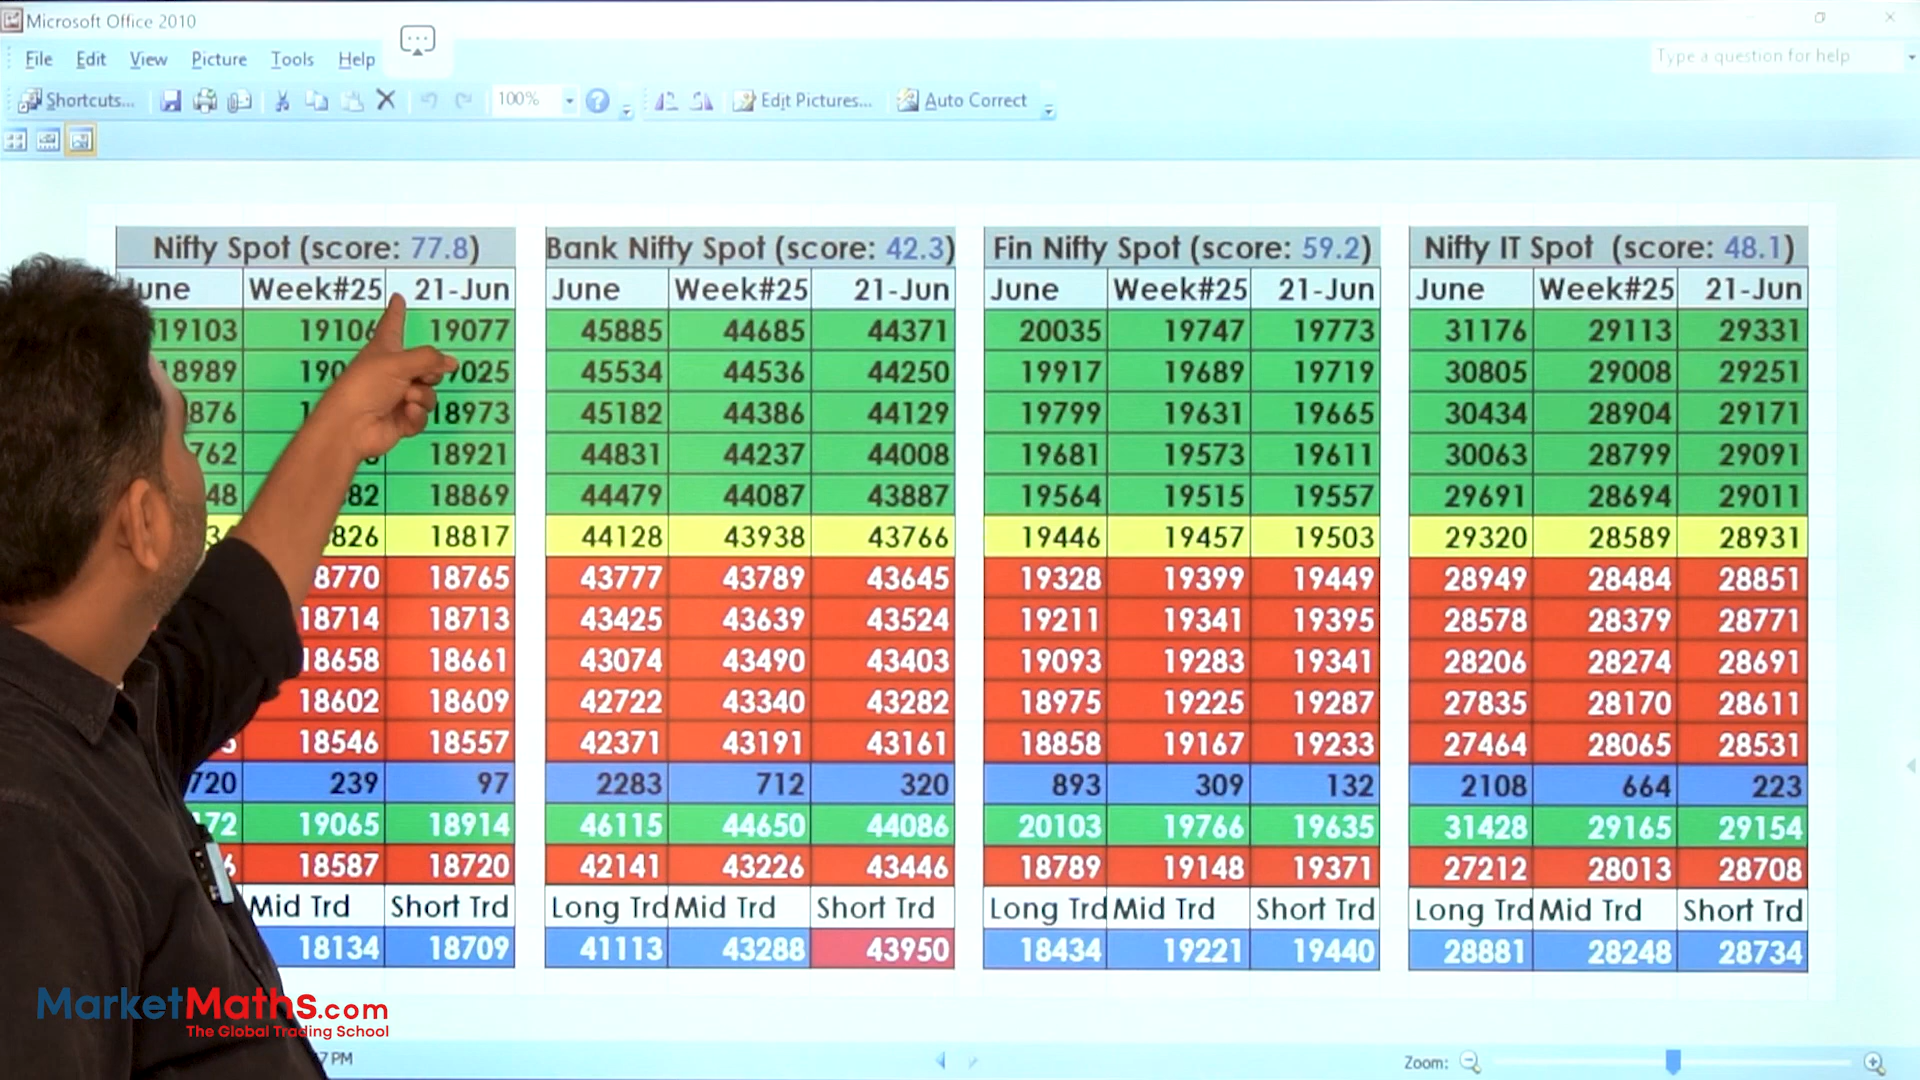 Microsoft Office 2010
File Edit View Picture Tools Help
Type a question for help
Shortcuts... 100% Edit Pictures... Auto Correct
Nifty Spot (score: 77.8) Bank Nifty Spot (score: 42.3) Fin Nifty Spot (score: 59.2) Nifty IT Spot (score: 48.1)
June Week#25 21-Jun June Week#25 21-Jun June Week#25 21-Jun June Week#25 21-Jun
19103 19106 19077 45885 44685 44371 20035 19747 19773 31176 29113 29331
18989 45534 44536 44250 19917 19689 19719 30805 29008 29251
18973 45182 44386 44129 19799 19631 19665 30434 28904 29171
18921 44831 44237 44008 19681 19573 19611 30063 28799 29091
18869 44479 44087 43887 19564 19515 19557 29691 28694 29011
18817 44128 43938 43766 19446 19457 19503 29320 28589 28931
18765 43777 43789 43645 19328 19399 19449 28949 28484 28851
18714 18713 43425 43639 43524 19211 19341 19395 28578 28379 28771
18658 18661 43074 43490 43403 19093 19283 19341 28206 28274 28691
18602 18609 42722 43340 43282 18975 19225 19287 27835 28170 28611
18546 18557 42371 43191 43161 18858 19167 19233 27464 28065 28531
720 239 97 2283 712 320 893 309 132 2108 664 223
19065 18914 46115 44650 44086 20103 19766 19635 31428 29165 29154
18587 18720 42141 43226 43446 18789 19148 19371 27212 28013 28708
Mid Trd Short Trd Long Trd Mid Trd Short Trd Long Trd Mid Trd Short Trd Long Trd Mid Trd Short Trd
18134 18709 41113 43288 43950 18434 19221 19440 28881 28248 28734
MarketMaths.com
The Global Trading School
PM
Zoom: